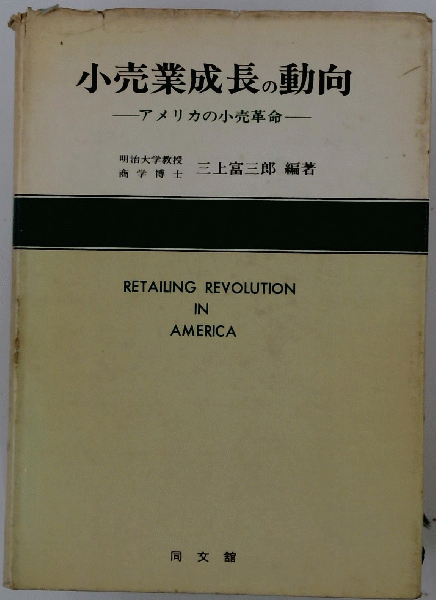 小売業成長の動向
―アメリカの小売革命―
明治大学教授
商学博士
三上富三郎 編著
RETAILING REVOLUTION
IN
AMERICA
同文舘